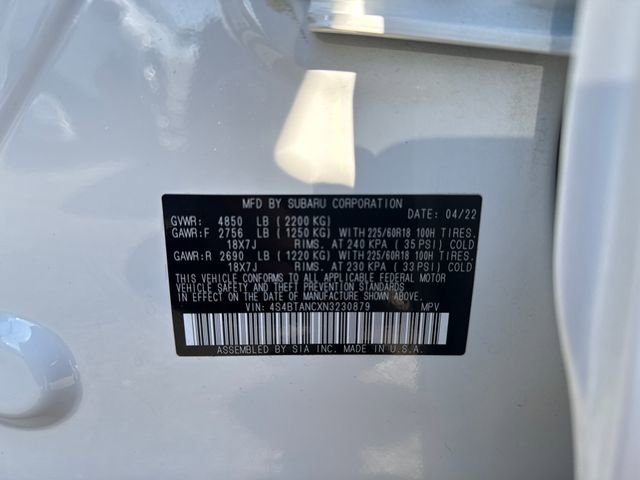 MFD BY SUBARU CORPORATION
DATE: 04/22
GVWR: 4850 LB (2200 KG)
GAWR:F 2756 LB (1250 KG) WITH 225/60R18 100H TIRES.
18X7J RIMS. AT 240 KPA (35 PSI) COLD
GAWR:R 2690 LB (1220 KG) WITH 225/60R18 100H TIRES.
18X7J RIMS. AT 230 KPA (33 PSI) COLD
THIS VEHICLE CONFORMS TO ALL APPLICABLE FEDERAL MOTOR
VEHICLE SAFETY AND THEFT PREVENTION STANDARDS
IN EFFECT ON THE DATE OF MANUFACTURE SHOWN ABOVE.
VIN: 4S4BTANCXN3230879 MPV
ASSEMBLED BY SIA INC. MADE IN U.S.A.